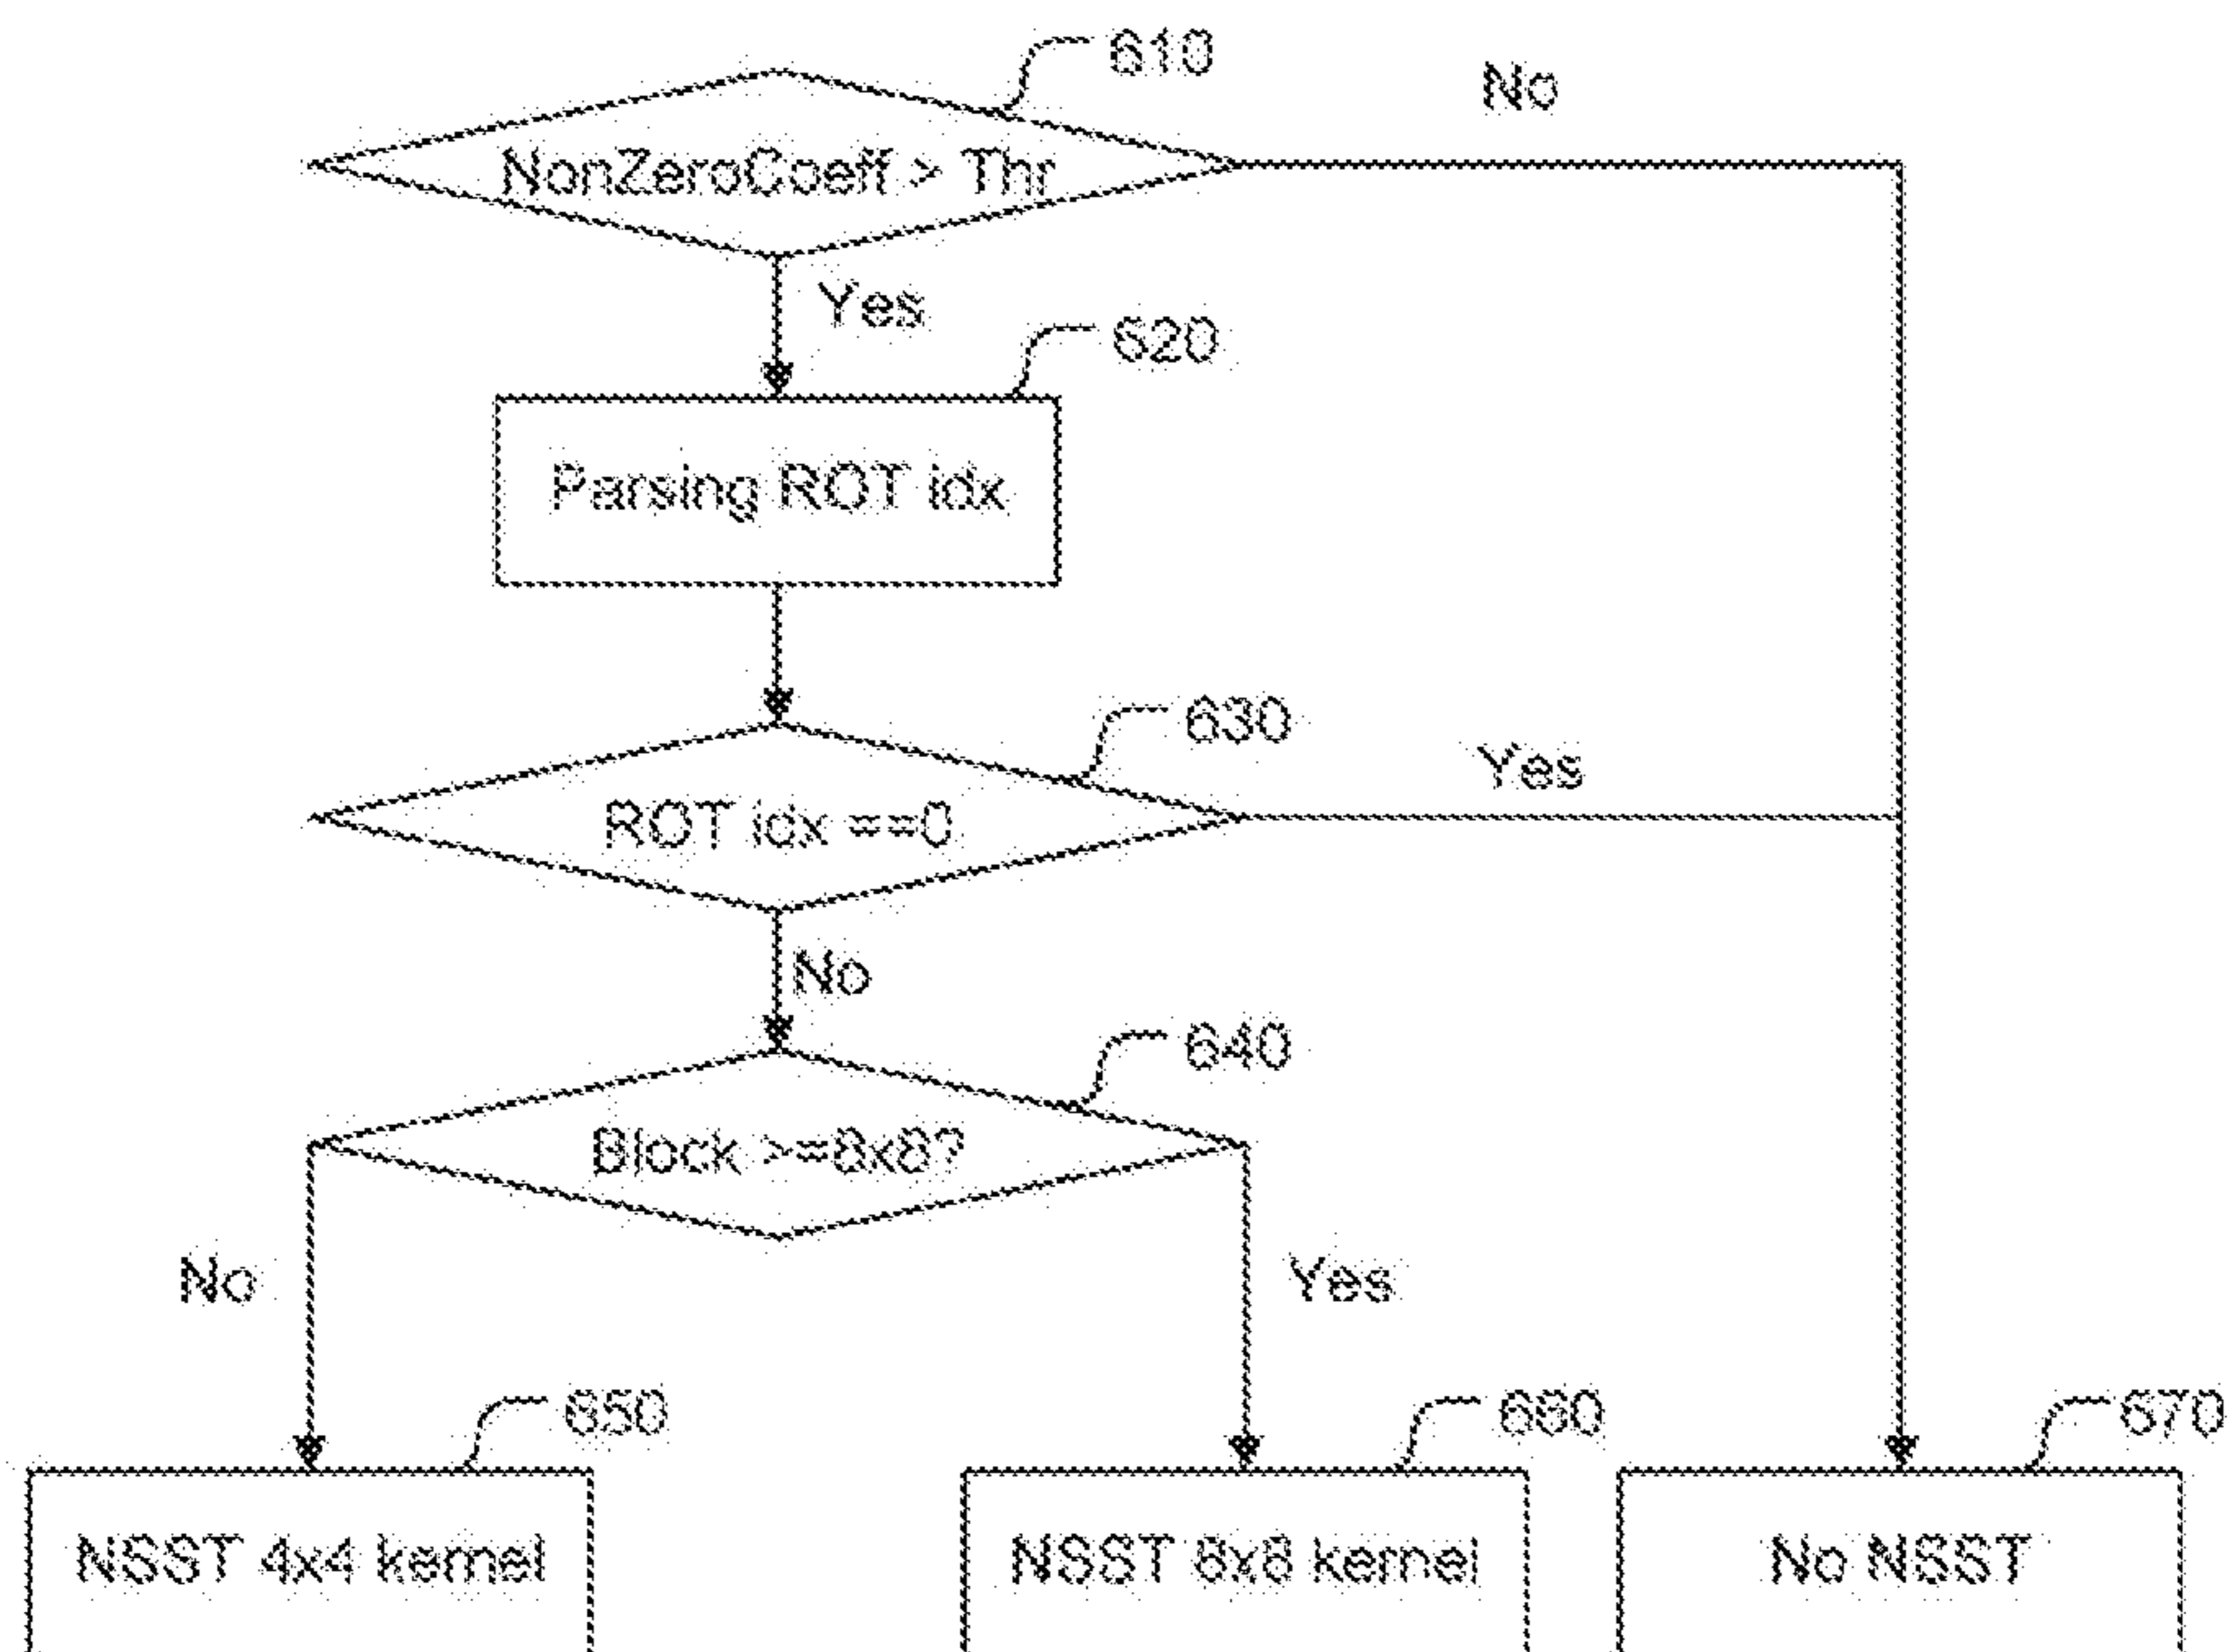 610
No
NonZeroCoeff > Thr
Yes
620
Parsing ROT idx
630
Yes
ROT idx ==0
No
640
Block >=8x8?
No
Yes
650
660
670
NSST 4x4 kernel
NSST 8x8 kernel
No NSST